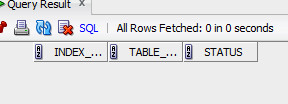 Query Result x
SQL | All Rows Fetched: 0 in 0 seconds
INDEX_... TABLE_... STATUS